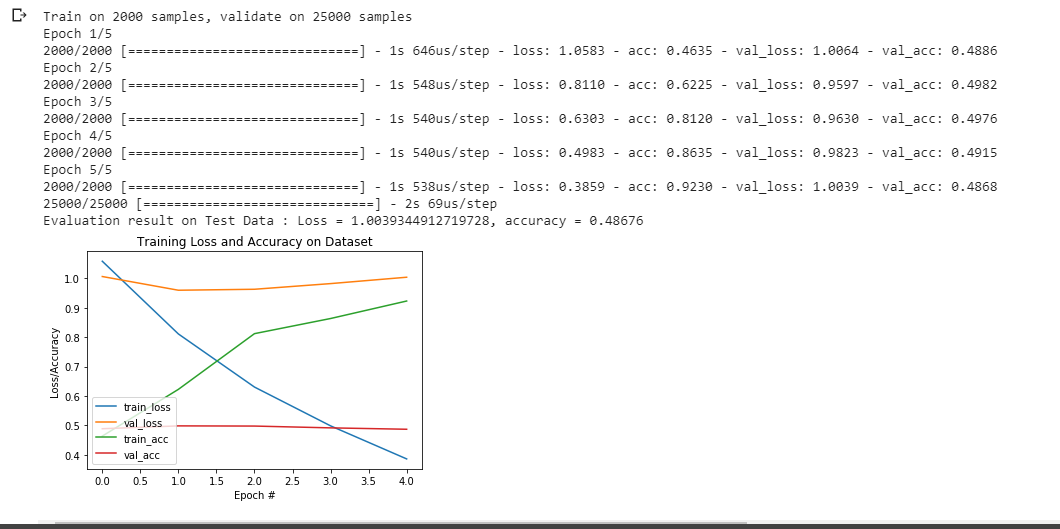 Train on 2000 samples, validate on 25000 samples
Epoch 1/5
2000/2000 [==============================] - 1s 646us/step - loss: 1.0583 - acc: 0.4635 - val_loss: 1.0064 - val_acc: 0.4886
Epoch 2/5
2000/2000 [==============================] - 1s 548us/step - loss: 0.8110 - acc: 0.6225 - val_loss: 0.9597 - val_acc: 0.4982
Epoch 3/5
2000/2000 [==============================] - 1s 540us/step - loss: 0.6303 - acc: 0.8120 - val_loss: 0.9630 - val_acc: 0.4976
Epoch 4/5
2000/2000 [==============================] - 1s 540us/step - loss: 0.4983 - acc: 0.8635 - val_loss: 0.9823 - val_acc: 0.4915
Epoch 5/5
2000/2000 [==============================] - 1s 538us/step - loss: 0.3859 - acc: 0.9230 - val_loss: 1.0039 - val_acc: 0.4868
25000/25000 [==============================] - 2s 69us/step
Evaluation result on Test Data : Loss = 1.0039344912719728, accuracy = 0.48676
Training Loss and Accuracy on Dataset
1.0
0.9
0.8
0.7
0.6
0.5
0.4
Loss/Accuracy
train_loss
val_loss
train_acc
val_acc
0.0 0.5 1.0 1.5 2.0 2.5 3.0 3.5 4.0
Epoch #